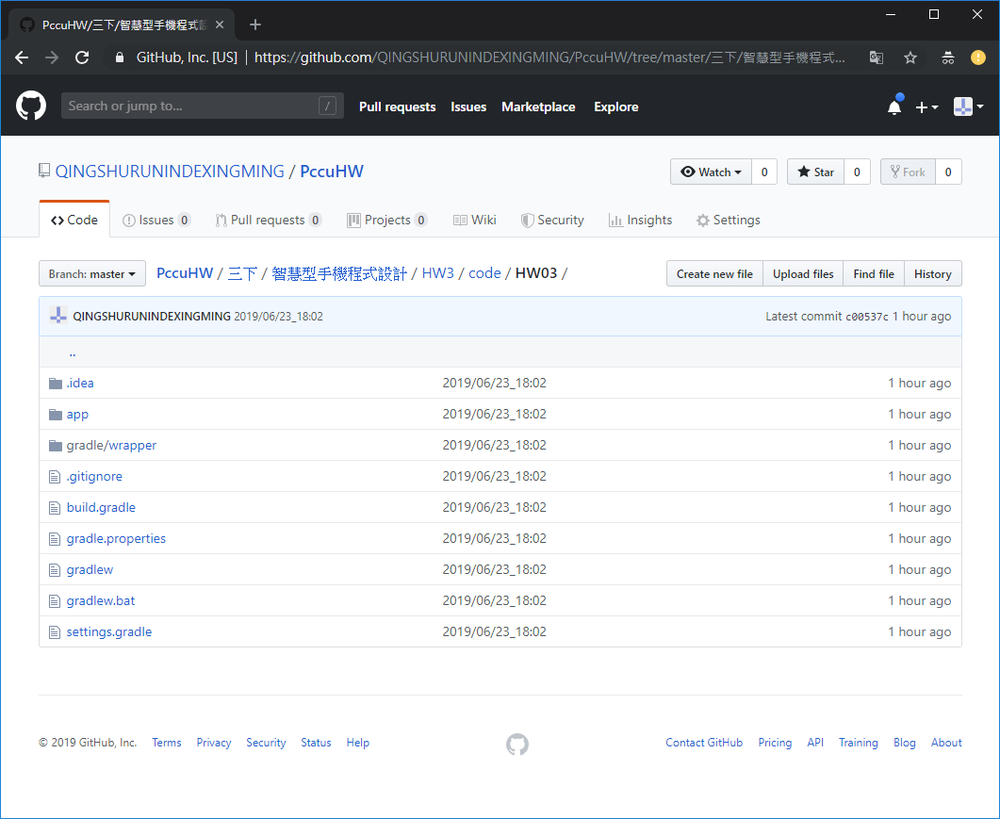 PccuHW/三下/智慧型手機程式設
GitHub, Inc. [US] | https://github.com/QINGSHURUNINDEXINGMING/PccuHW/tree/master/三下/智慧型手機程式...
Search or jump to... / Pull requests Issues Marketplace Explore
QINGSHURUNINDEXINGMING / PccuHW Watch 0 Star 0 Fork 0
Code Issues 0 Pull requests 0 Projects 0 Wiki Security Insights Settings
Branch: master PccuHW / 三下 / 智慧型手機程式設計 / HW3 / code / HW03 / Create new file Upload files Find file History
QINGSHURUNINDEXINGMING 2019/06/23_18:02 Latest commit c00537c 1 hour ago
..
.idea 2019/06/23_18:02 1 hour ago
app 2019/06/23_18:02 1 hour ago
gradle/wrapper 2019/06/23_18:02 1 hour ago
.gitignore 2019/06/23_18:02 1 hour ago
build.gradle 2019/06/23_18:02 1 hour ago
gradle.properties 2019/06/23_18:02 1 hour ago
gradlew 2019/06/23_18:02 1 hour ago
gradlew.bat 2019/06/23_18:02 1 hour ago
settings.gradle 2019/06/23_18:02 1 hour ago
© 2019 GitHub, Inc. Terms Privacy Security Status Help Contact GitHub Pricing API Training Blog About